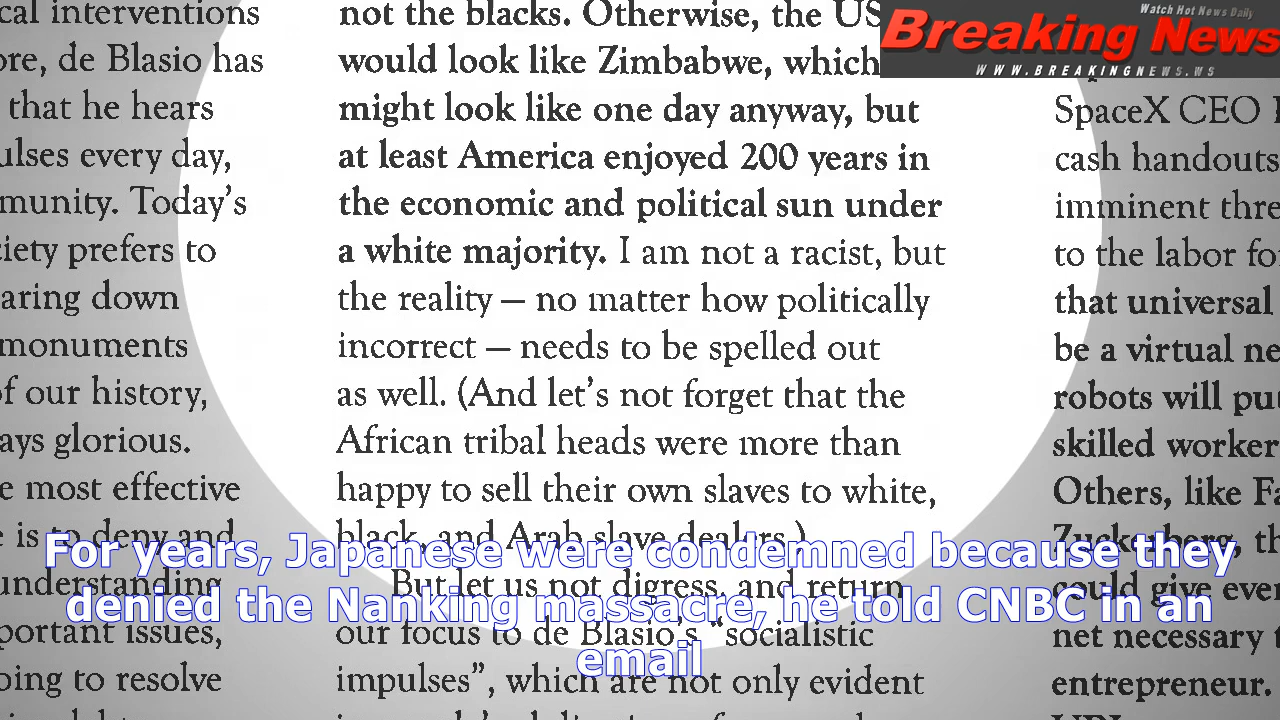 cal interventions
ore, de Blasio has
that he hears
ulses every day,
munity. Today's
ciety prefers to
aring down
monuments
of our history,
ays glorious.
e most effective
e is to deny and
understanding
portant issues,
oing to resolve
not the blacks. Otherwise, the US
would look like Zimbabwe, which
might look like one day anyway, but
at least America enjoyed 200 years in
the economic and political sun under
a white majority. I am not a racist, but
the reality — no matter how politically
incorrect — needs to be spelled out
as well. (And let's not forget that the
African tribal heads were more than
happy to sell their own slaves to white,
black, and Arab slave dealers.)
But let us not digress, and return
our focus to de Blasio's "socialistic
impulses", which are not only evident
Watch Hot News Daily
Breaking News
WWW.BREAKINGNEWS.WS
SpaceX CEO
cash handouts
imminent thre
to the labor fo
that universal
be a virtual ne
robots will pu
skilled worker
Others, like Fa
Zuckerberg, th
could give ever
net necessary
entrepreneur.
For years, Japanese were condemned because they
denied the Nanking massacre, he told CNBC in an
email